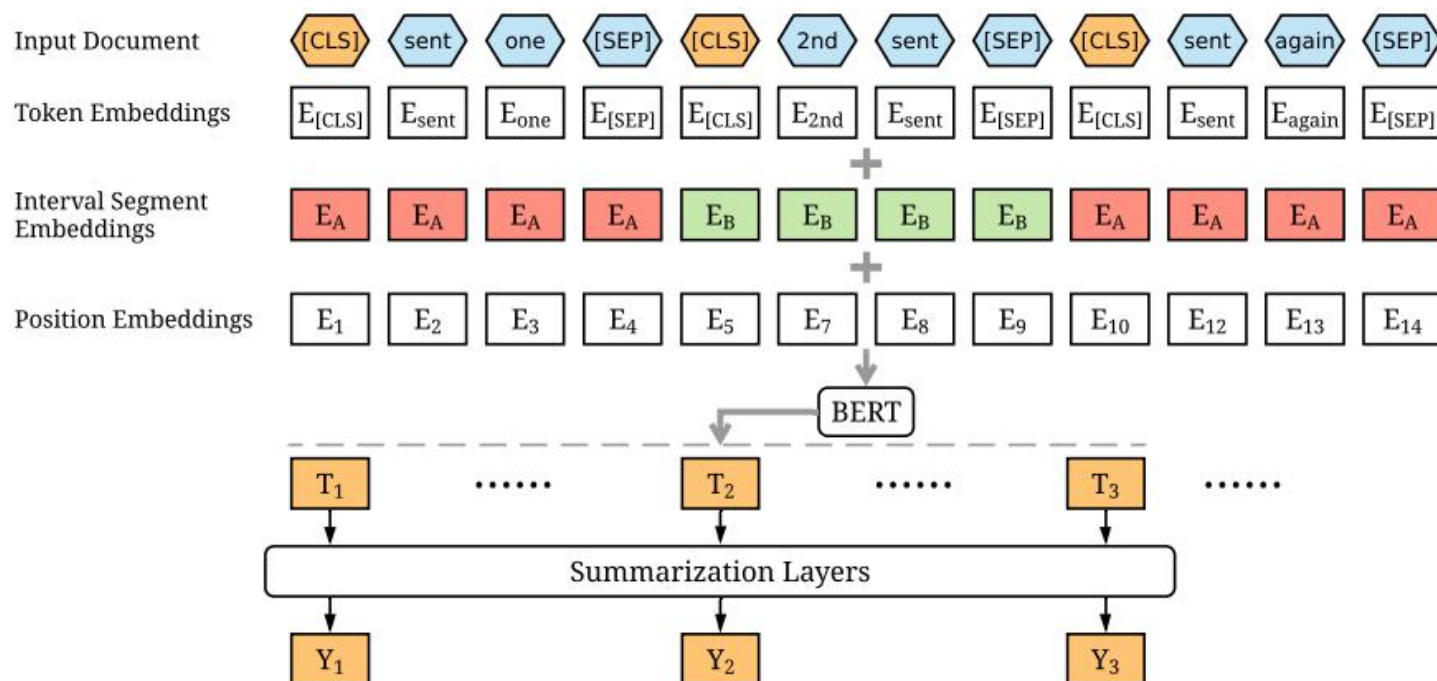 Input Document [CLS] sent one [SEP] [CLS] 2nd sent [SEP] [CLS] sent again [SEP]
Token Embeddings E[CLS] Esent Eone E[SEP] E[CLS] E2nd Esent E[SEP] E[CLS] Esent Eagain E[SEP]
+
Interval Segment
Embeddings
EA EA EA EA EB EB EB EB EA EA EA EA
+
Position Embeddings E1 E2 E3 E4 E5 E7 E8 E9 E10 E12 E13 E14
BERT
T1 ...... T2 ...... T3 ......
Summarization Layers
Y1 Y2 Y3